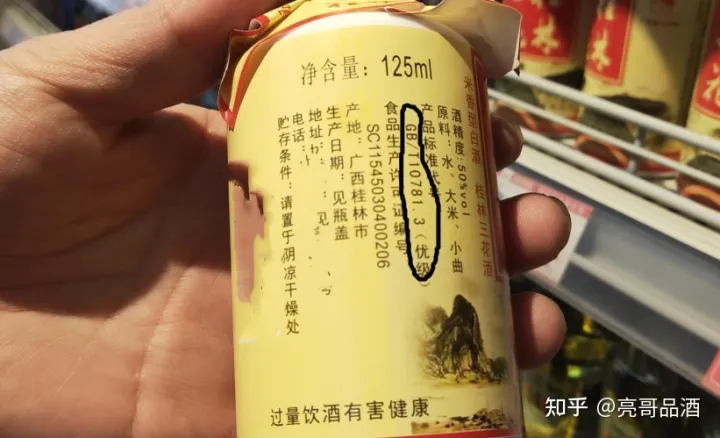 净含量：125ml
米香型白酒 桂林三花酒
酒精度:50%vol
原料：水、大米、小曲
产品标准代号
GB/T10781.3（优级）
食品生产许可证编号
SC11545030400206
产地：广西桂林市
生产日期：见瓶盖
地址
电话：
贮存条件：请置于阴凉干燥处
过量饮酒有害健康
林
知乎 @亮哥品酒